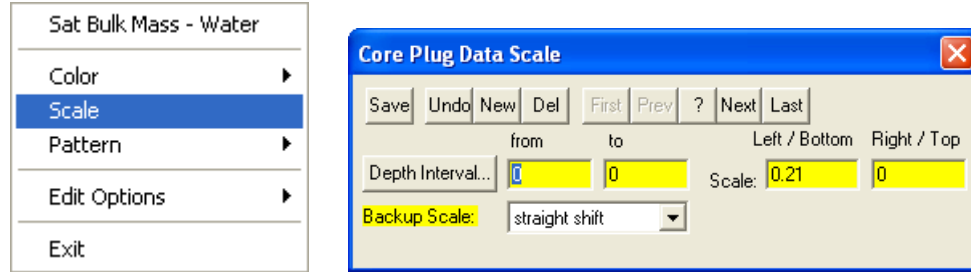 Sat Bulk Mass - Water
Color
Scale
Pattern
Edit Options
Exit
Core Plug Data Scale
Save Undo New Del First Prev ? Next Last
from to Left / Bottom Right / Top
Depth Interval... 0 0 Scale: 0.21 0
Backup Scale: straight shift